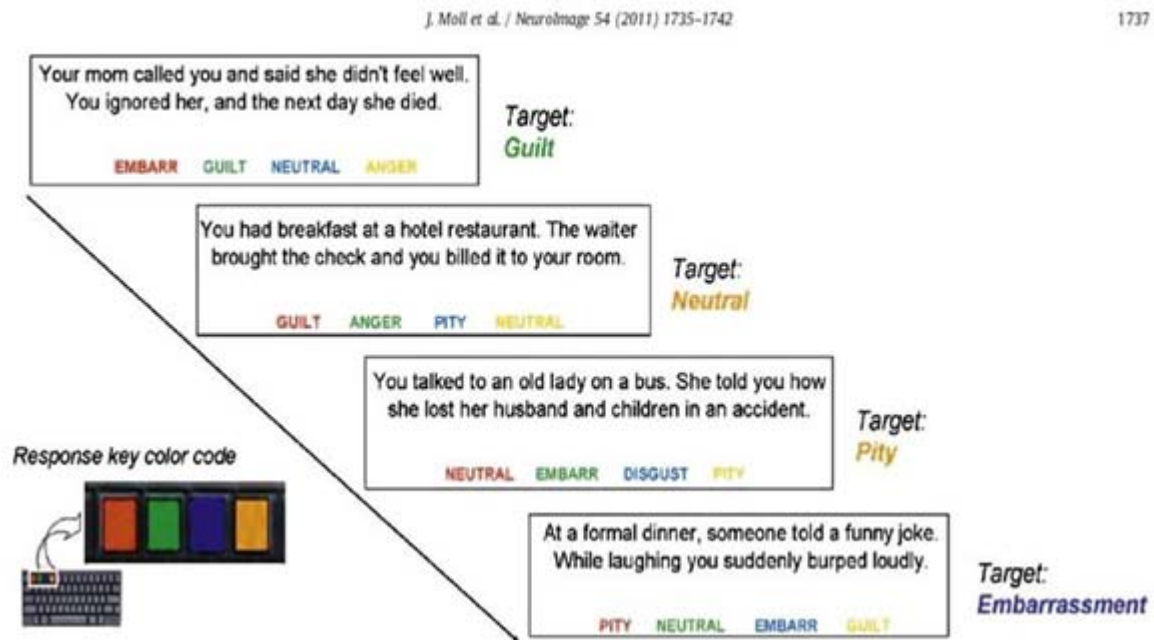 J. Moll et al. / NeuroImage 54 (2011) 1735–1742
1737
Your mom called you and said she didn't feel well.
You ignored her, and the next day she died.
EMBARR GUILT NEUTRAL ANGER
Target:
Guilt
You had breakfast at a hotel restaurant. The waiter
brought the check and you billed it to your room.
GUILT ANGER PITY NEUTRAL
Target:
Neutral
You talked to an old lady on a bus. She told you how
she lost her husband and children in an accident.
NEUTRAL EMBARR DISGUST PITY
Target:
Pity
Response key color code
At a formal dinner, someone told a funny joke.
While laughing you suddenly burped loudly.
PITY NEUTRAL EMBARR GUILT
Target:
Embarrassment